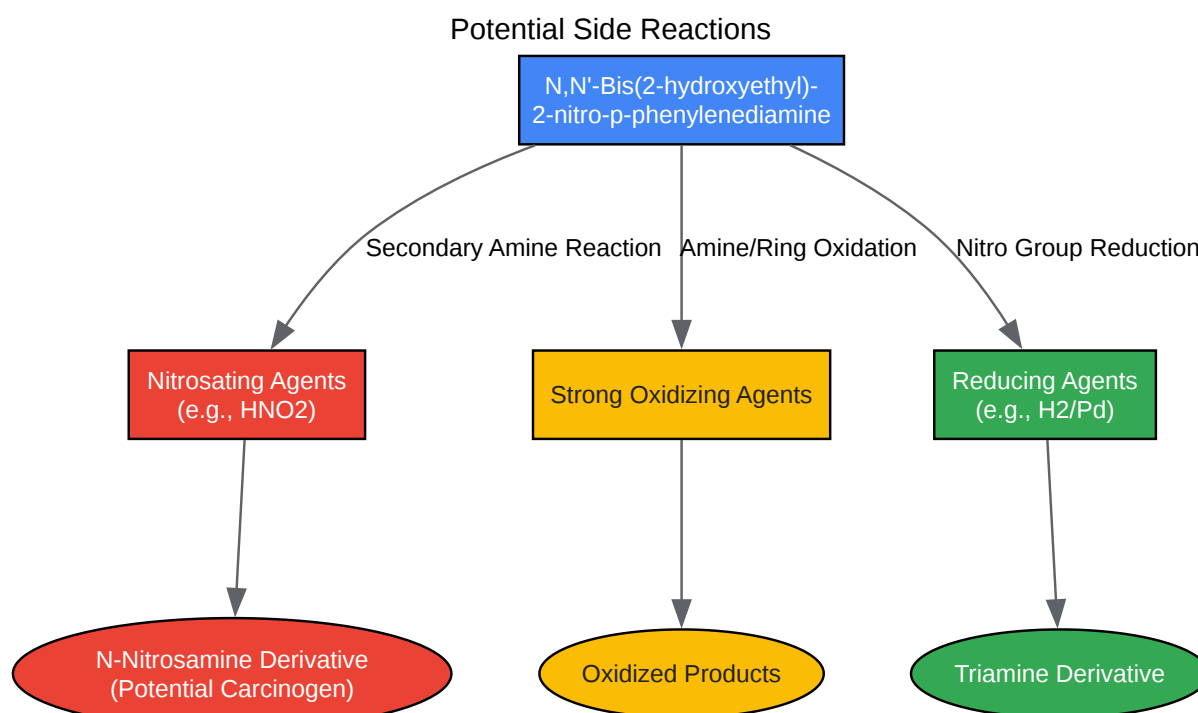 Potential Side Reactions
N,N'-Bis(2-hydroxyethyl)-
2-nitro-p-phenylenediamine
Secondary Amine Reaction
Amine/Ring Oxidation
Nitro Group Reduction
Nitrosating Agents
(e.g., HNO2)
Strong Oxidizing Agents
Reducing Agents
(e.g., H2/Pd)
N-Nitrosamine Derivative
(Potential Carcinogen)
Oxidized Products
Triamine Derivative